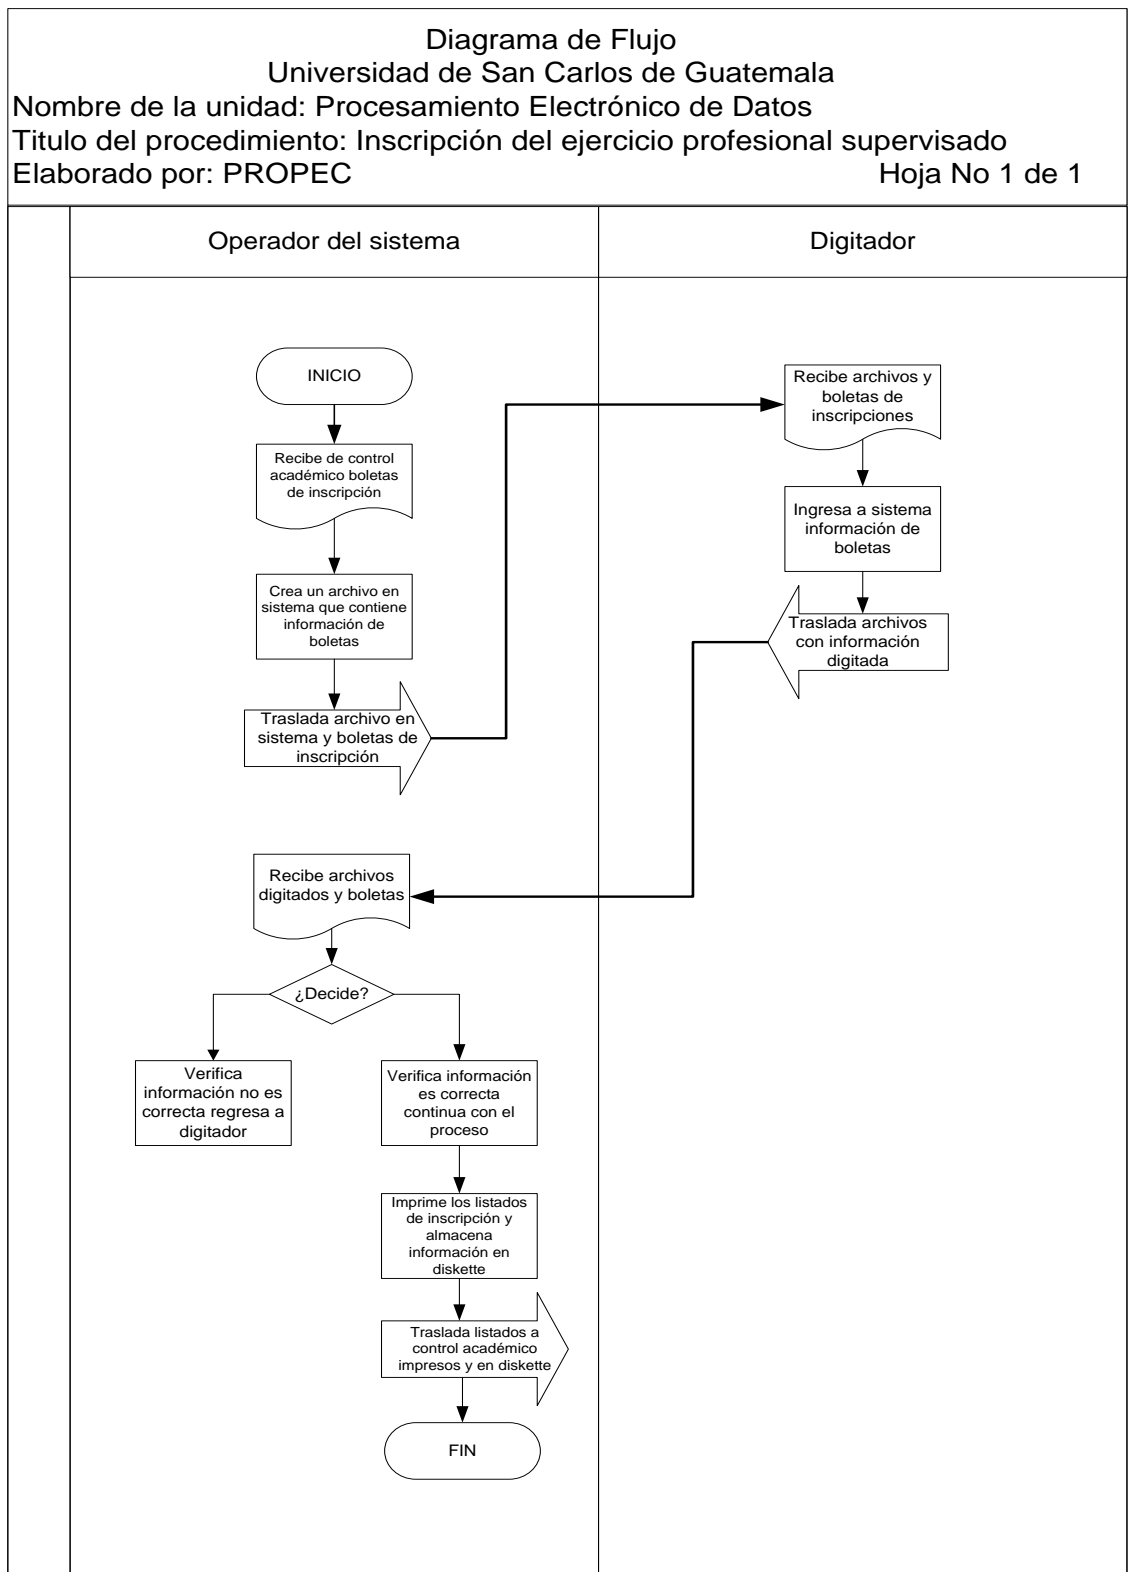 Diagrama de Flujo
Universidad de San Carlos de Guatemala
Nombre de la unidad: Procesamiento Electrónico de Datos
Titulo del procedimiento: Inscripción del ejercicio profesional supervisado
Elaborado por: PROPEC Hoja No 1 de 1
Operador del sistema
Digitador
INICIO
Recibe de control
académico boletas
de inscripción
Crea un archivo en
sistema que contiene
información de
boletas
Traslada archivo en
sistema y boletas de
inscripción
Recibe archivos y
boletas de
inscripciones
Ingresa a sistema
información de
boletas
Traslada archivos
con información
digitada
Recibe archivos
digitados y boletas
¿Decide?
Verifica
información no es
correcta regresa a
digitador
Verifica información
es correcta
continua con el
proceso
Imprime los listados
de inscripción y
almacena
información en
diskette
Traslada listados a
control académico
impresos y en diskette
FIN